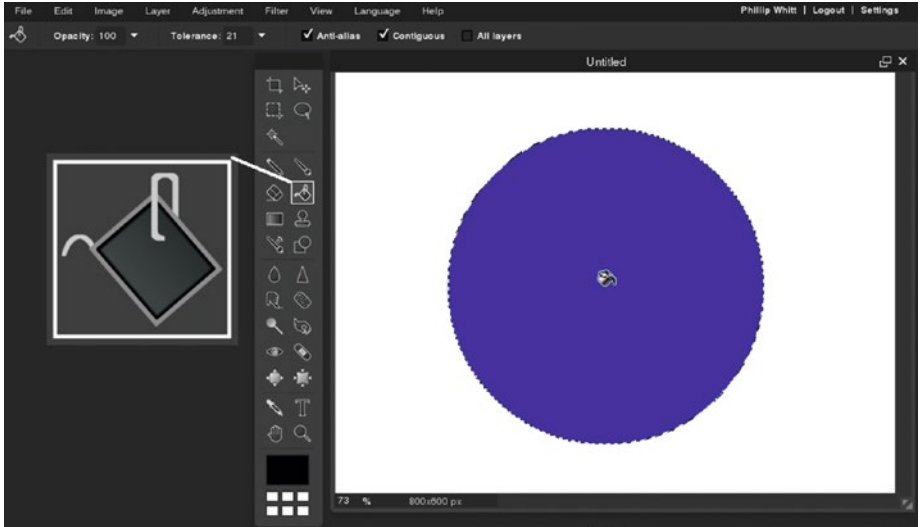 File Edit Image Layer Adjustment Filter View Language Help Phillip Whitt | Logout | Settings
Opacity: 100 Tolerance: 21 Anti-alias Contiguous All layers
Untitled
73 % 800x600 px